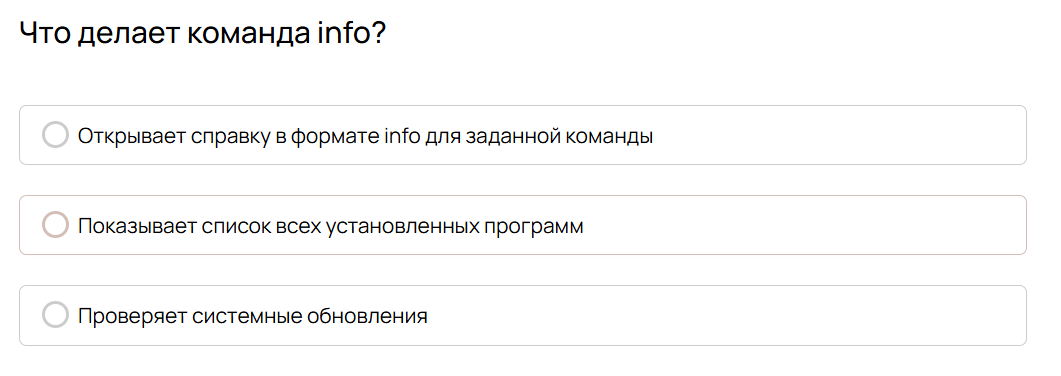 Что делает команда info?
Открывает справку в формате info для заданной команды
Показывает список всех установленных программ
Проверяет системные обновления